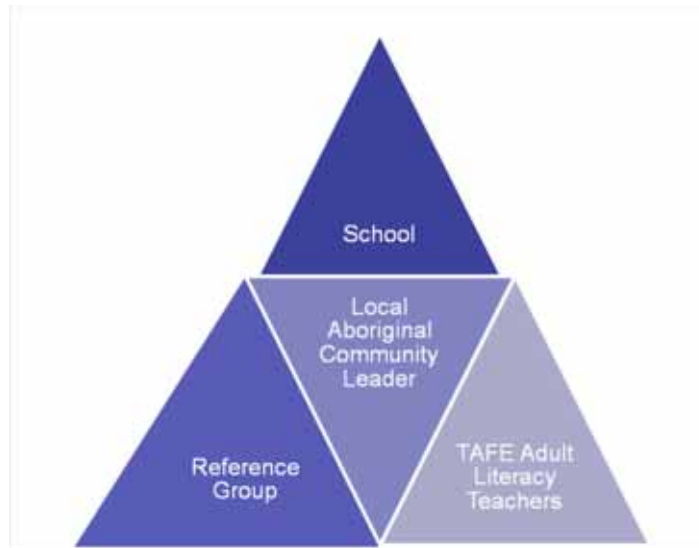 School
Local
Aboriginal
Community
Leader
Reference
Group
TAFE Adult
Literacy
Teachers